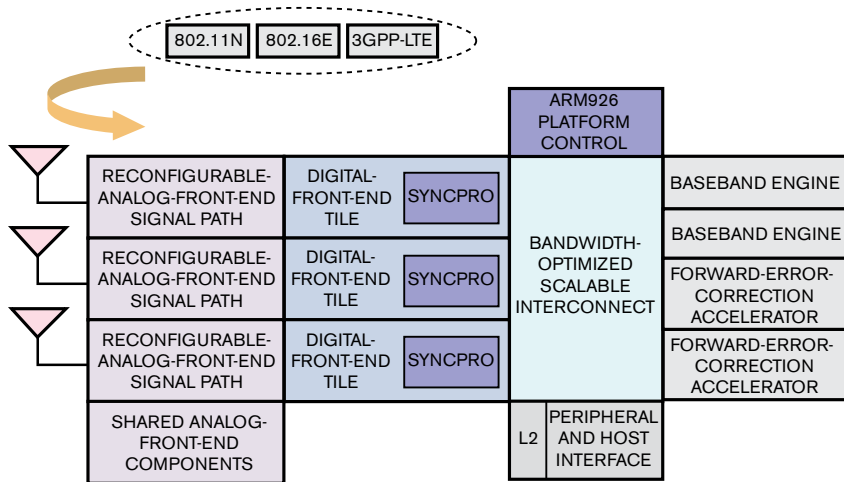 802.11N 802.16E 3GPP-LTE
ARM926
PLATFORM
CONTROL
RECONFIGURABLE-
ANALOG-FRONT-END
SIGNAL PATH
DIGITAL-
FRONT-END
TILE
SYNCPRO
RECONFIGURABLE-
ANALOG-FRONT-END
SIGNAL PATH
DIGITAL-
FRONT-END
TILE
SYNCPRO
RECONFIGURABLE-
ANALOG-FRONT-END
SIGNAL PATH
DIGITAL-
FRONT-END
TILE
SYNCPRO
BANDWIDTH-
OPTIMIZED
SCALABLE
INTERCONNECT
BASEBAND ENGINE
BASEBAND ENGINE
FORWARD-ERROR-
CORRECTION
ACCELERATOR
FORWARD-ERROR-
CORRECTION
ACCELERATOR
SHARED ANALOG-
FRONT-END
COMPONENTS
L2
PERIPHERAL
AND HOST
INTERFACE